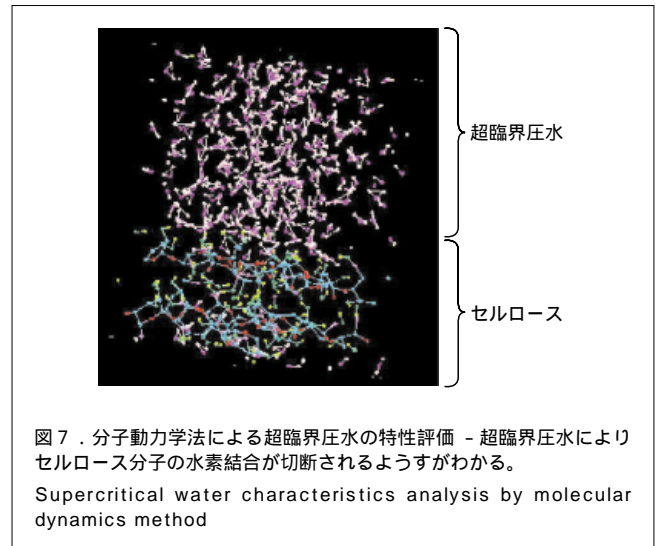 超臨界圧水
セルロース
図7．分子動力学法による超臨界圧水の特性評価 － 超臨界圧水により
セルロース分子の水素結合が切断されるようすがわかる。
Supercritical water characteristics analysis by molecular
dynamics method